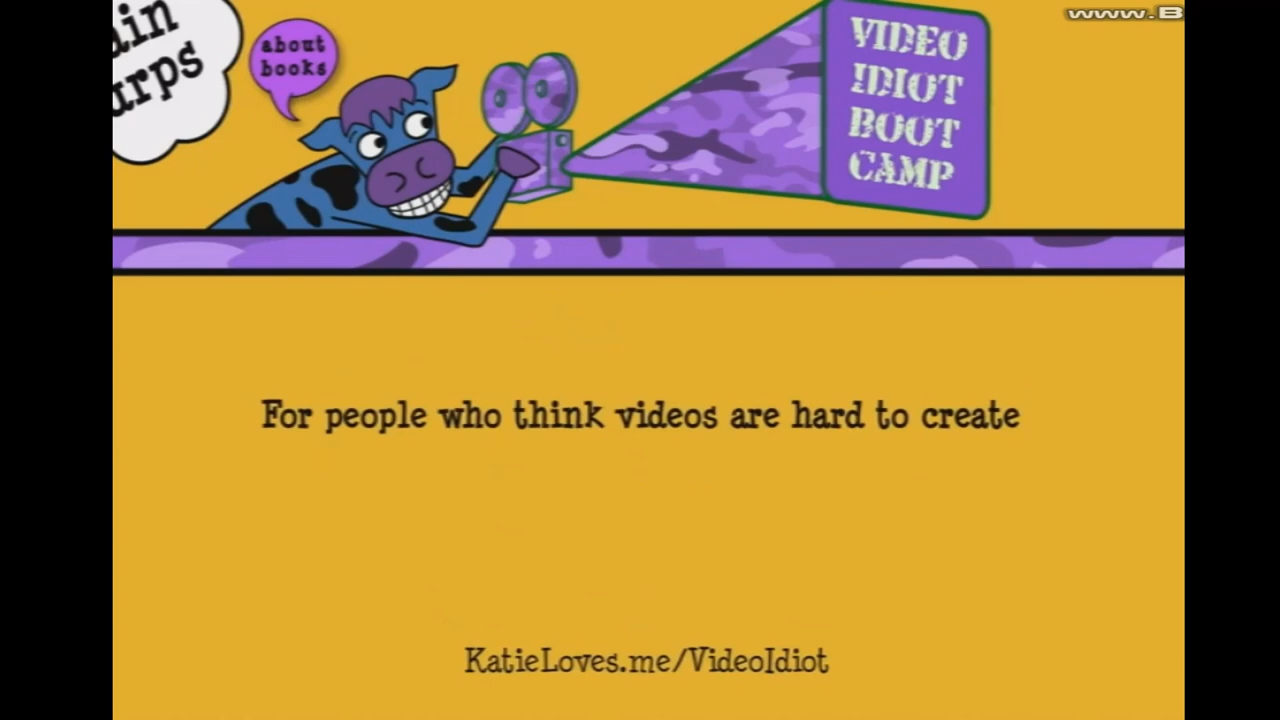 about
books
VIDEO
IDIOT
BOOT
CAMP
For people who think videos are hard to create
KatieLoves.me/VideoIdiot